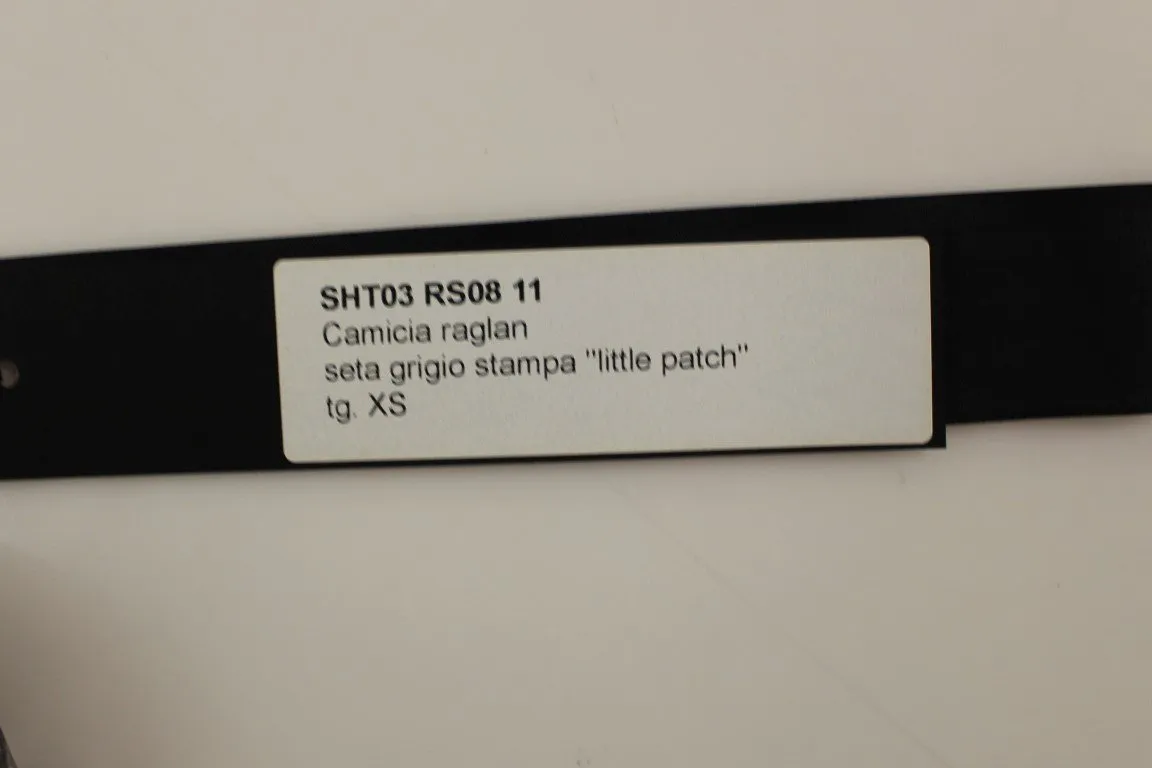 SHT03 RS08 11
Camicia raglan
seta grigio stampa "little patch"
tg. XS